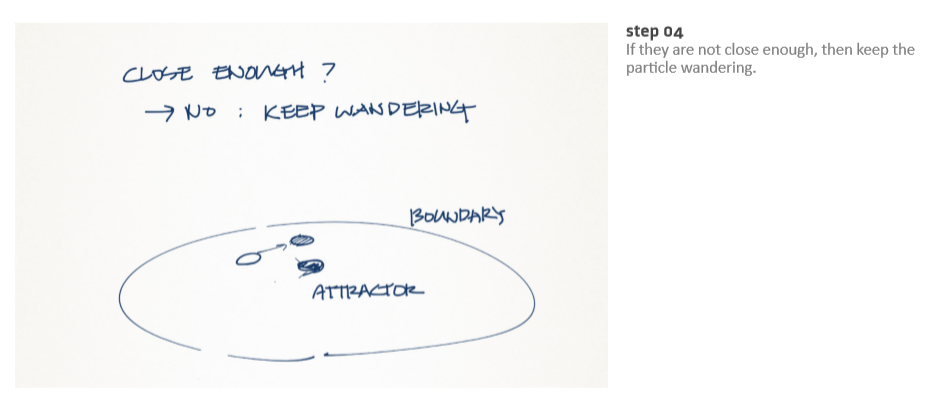 CLOSE ENOUGH ?
→ NO : KEEP WANDERING
BOUNDARY
ATTRACTOR
step 04
If they are not close enough, then keep the
particle wandering.